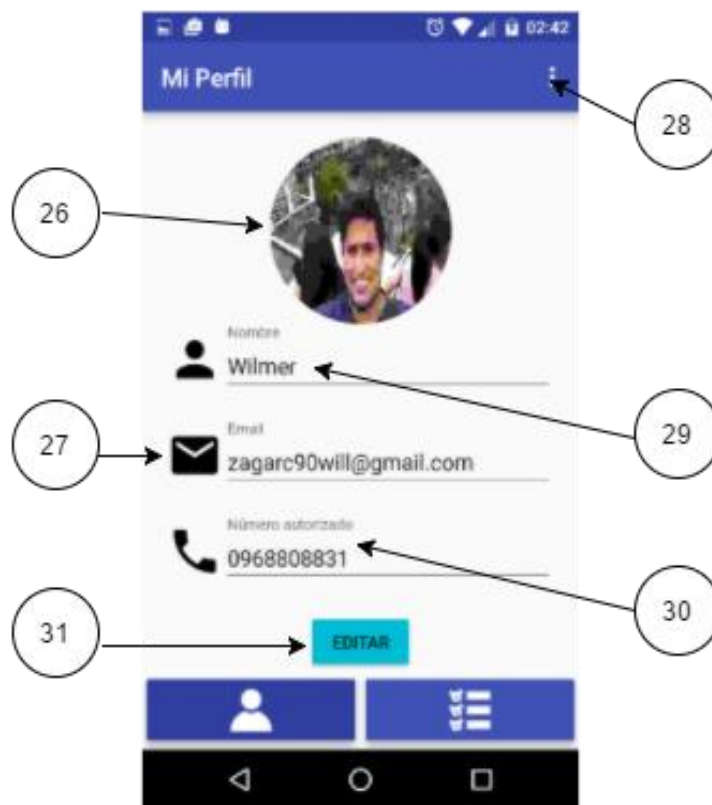 02:42
Mi Perfil
28
26
Nombre
Wilmer
29
27
Email
zagarc90will@gmail.com
Número autorizado
0968808831
30
31
EDITAR